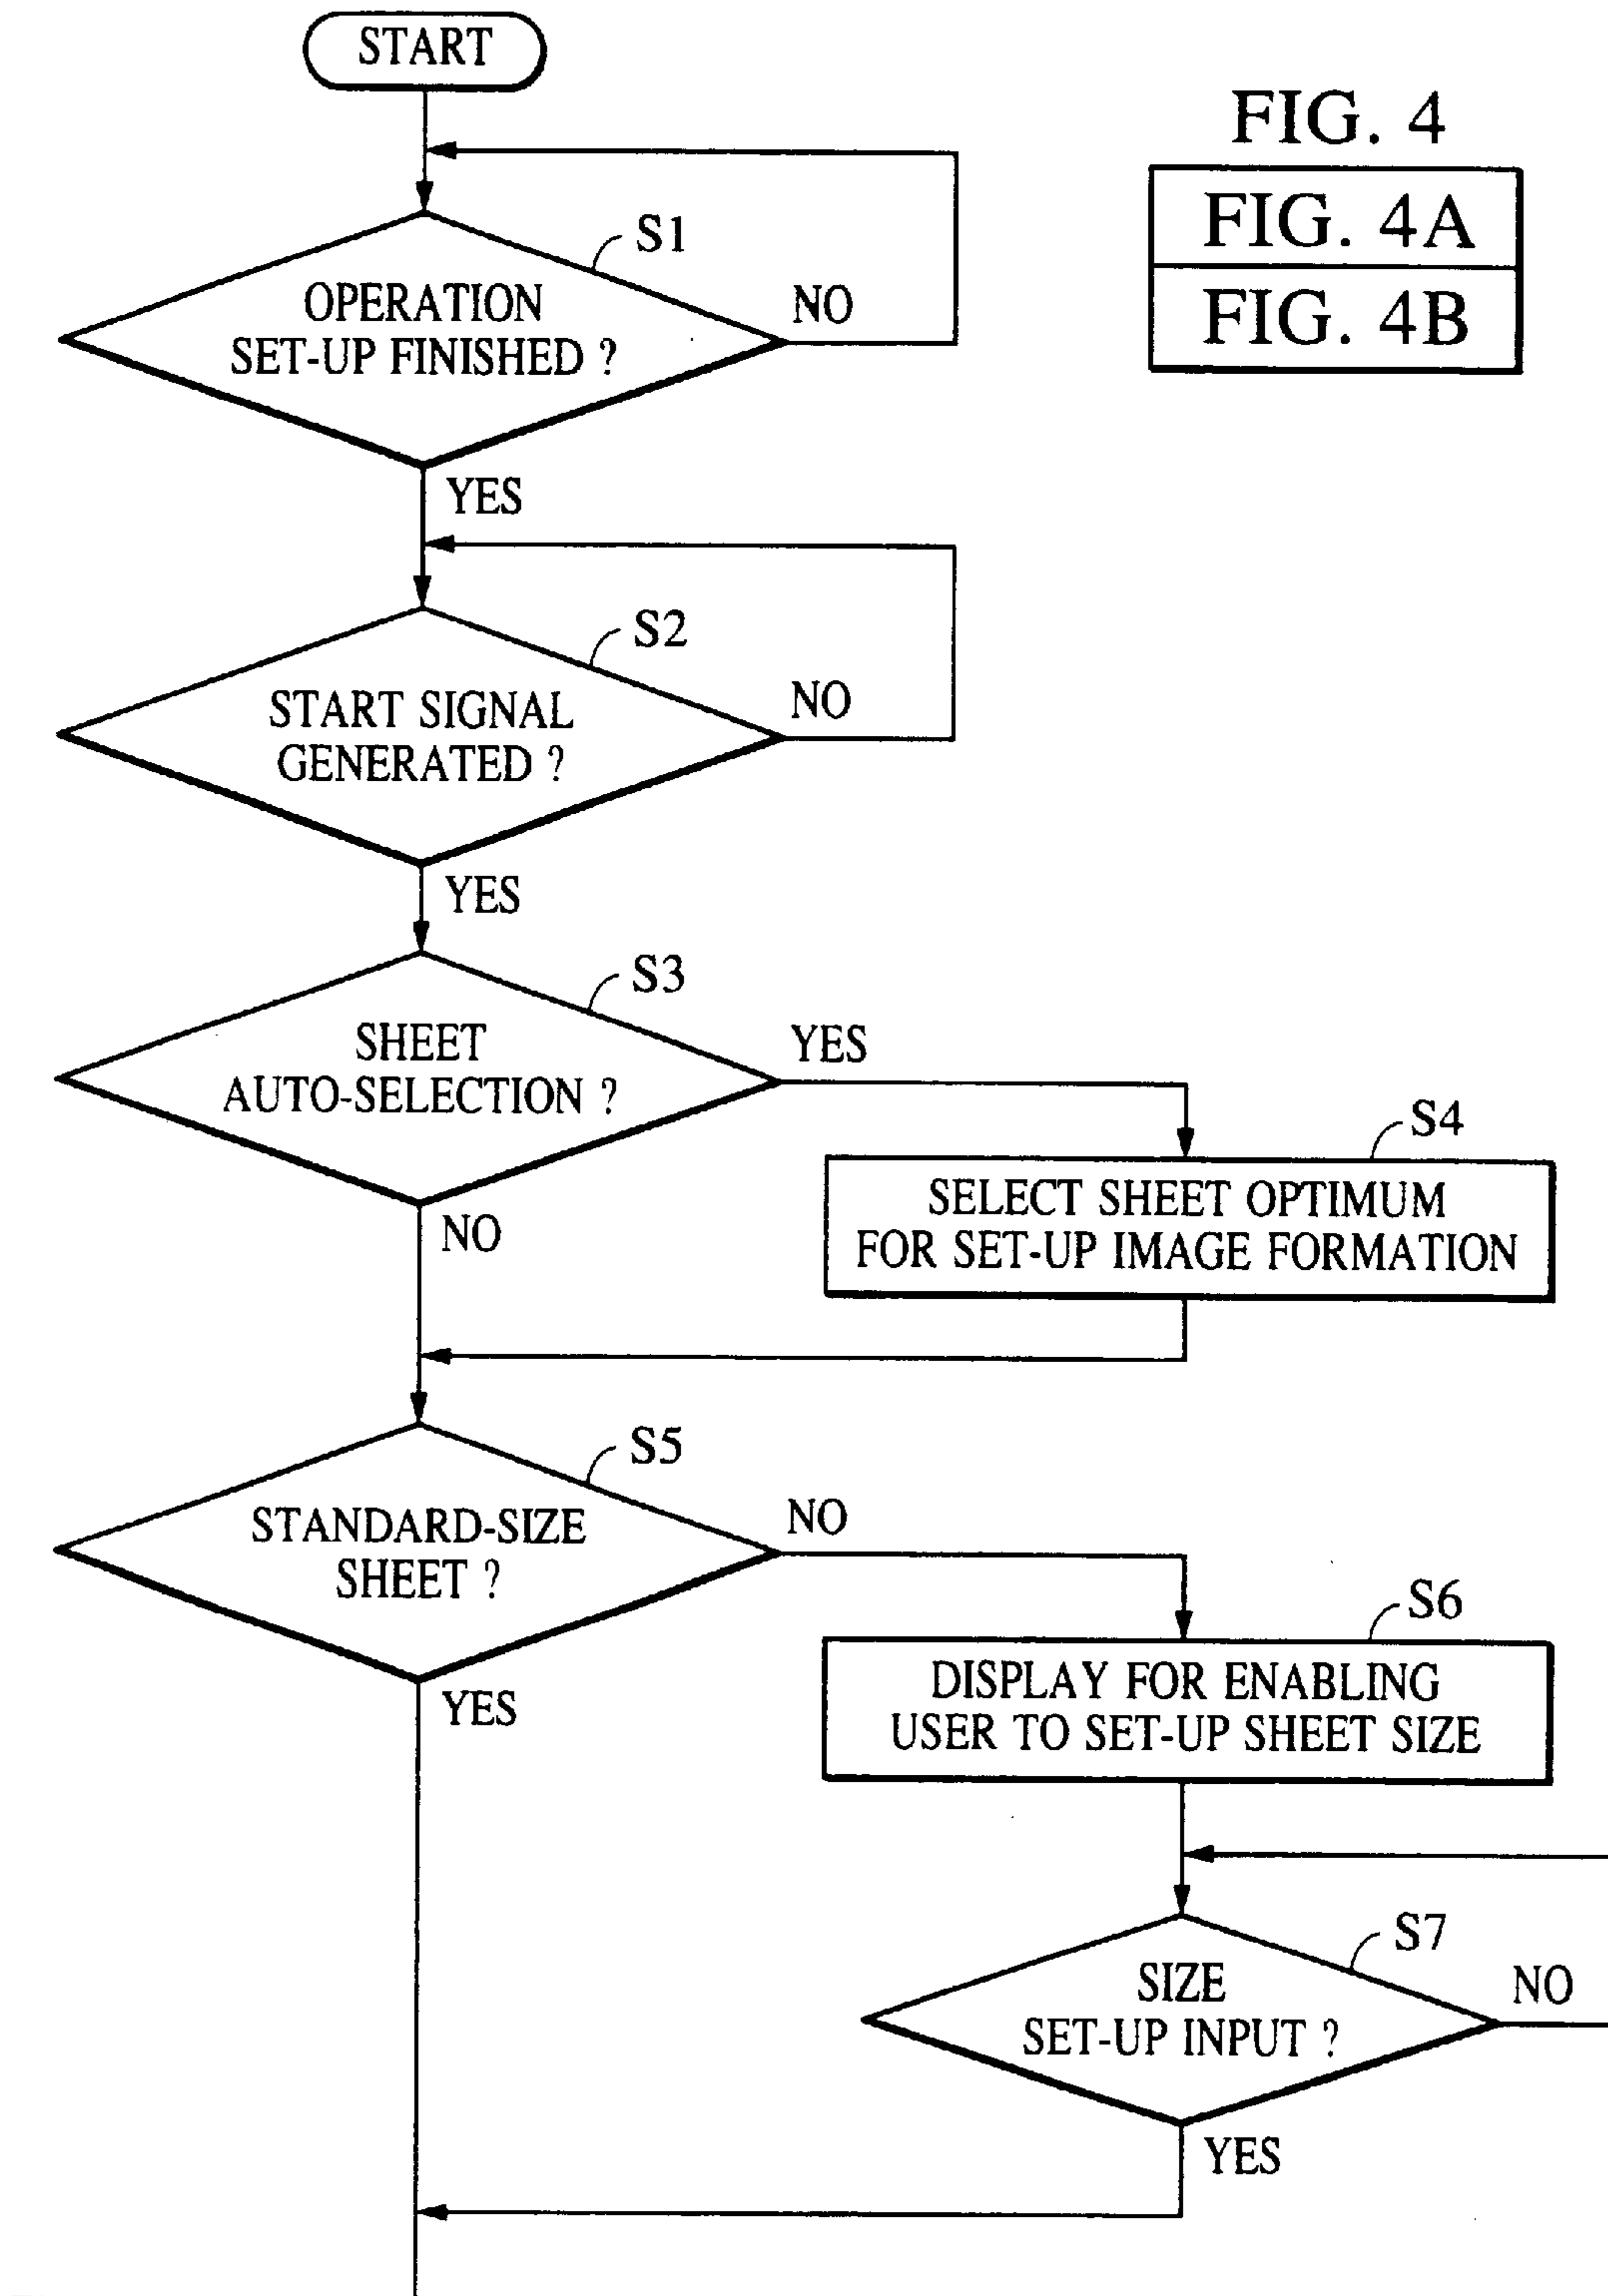 START
FIG. 4
FIG. 4A
FIG. 4B
S1
OPERATION
SET-UP FINISHED ?
NO
YES
S2
START SIGNAL
GENERATED ?
NO
YES
S3
SHEET
AUTO-SELECTION ?
YES
NO
S4
SELECT SHEET OPTIMUM
FOR SET-UP IMAGE FORMATION
S5
STANDARD-SIZE
SHEET ?
NO
YES
S6
DISPLAY FOR ENABLING
USER TO SET-UP SHEET SIZE
S7
SIZE
SET-UP INPUT ?
NO
YES